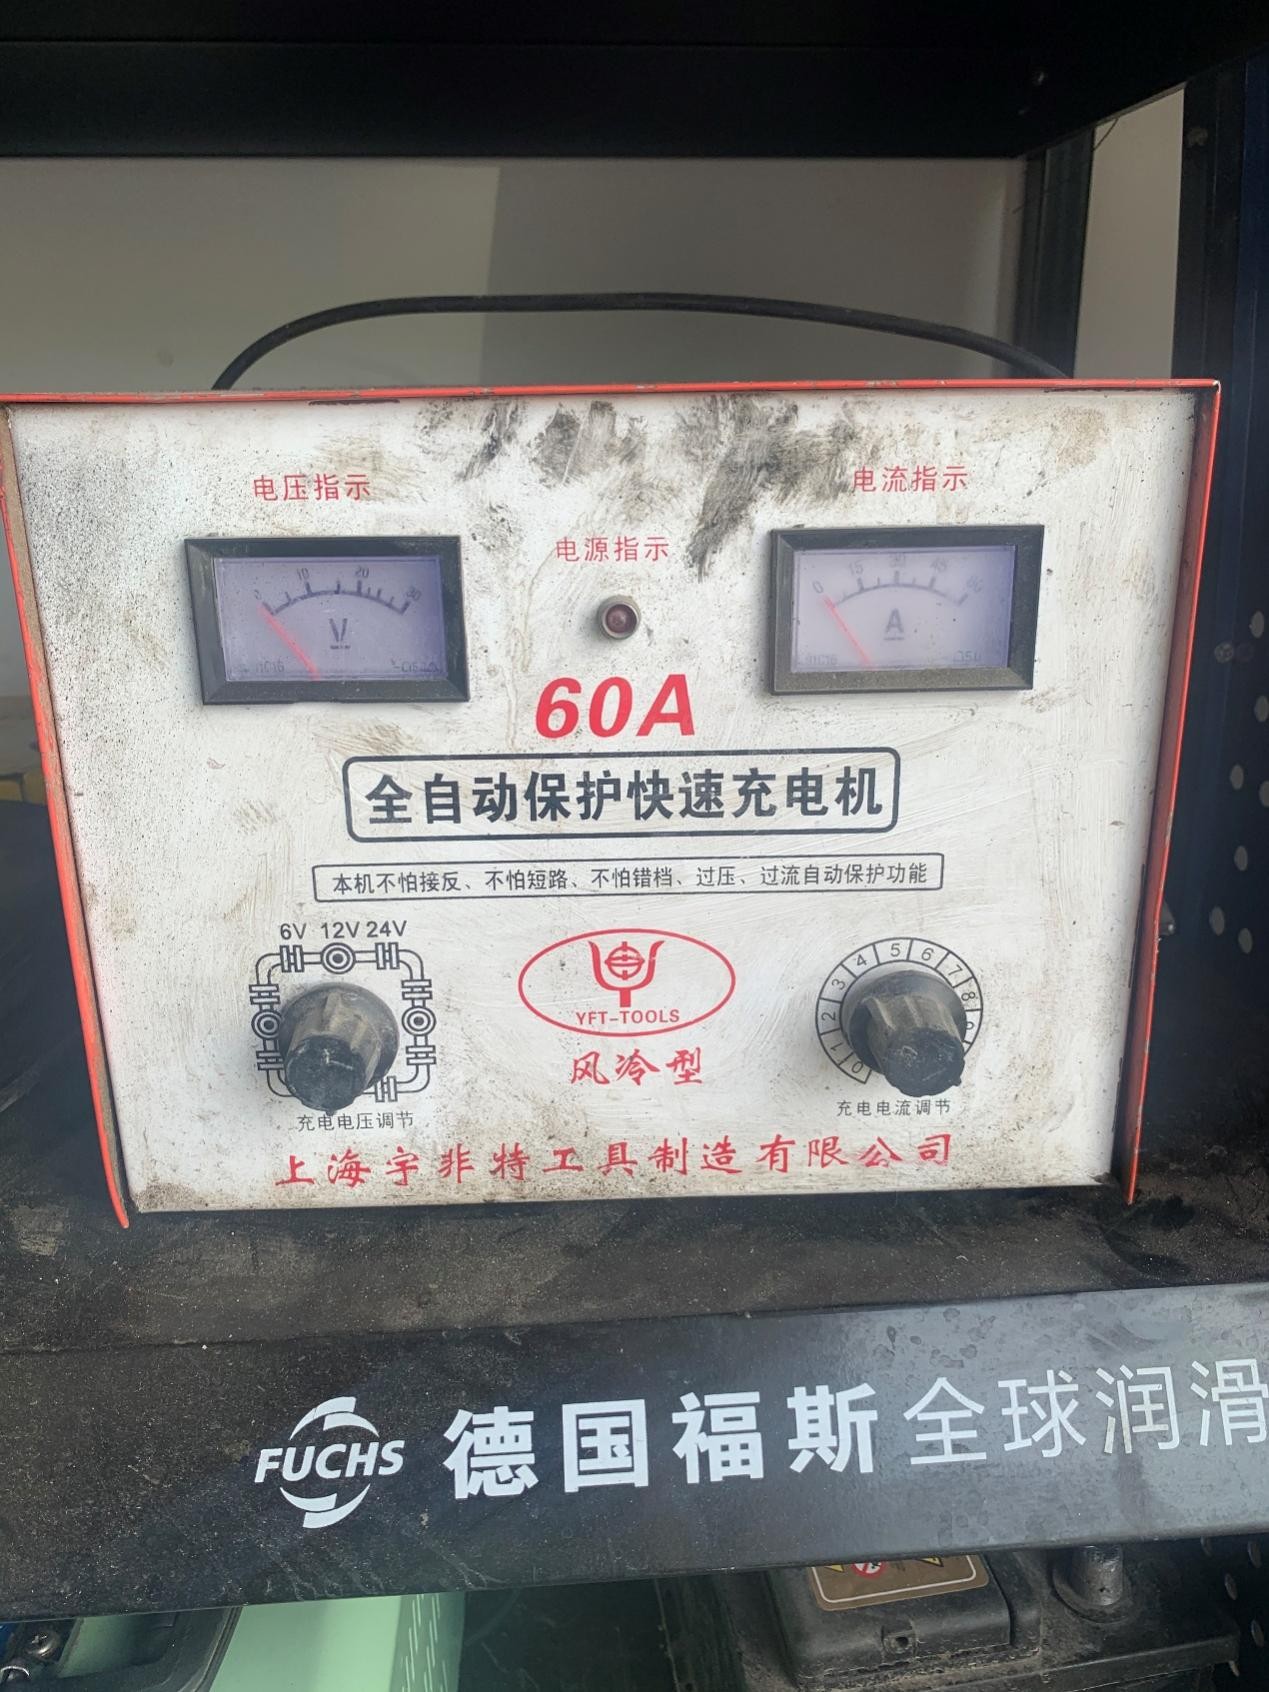 电压指示
电流指示
电源指示
0 10 20 30
V
0 15 30 45 60
A
60A
全自动保护快速充电机
本机不怕接反、不怕短路、不怕错档、过压、过流自动保护功能
6V 12V 24V
YFT-TOOLS
风冷型
0 1 2 3 4 5 6 7 8 9
充电电压调节
充电电流调节
上海宇非特工具制造有限公司
FUCHS 德国福斯 全球润滑